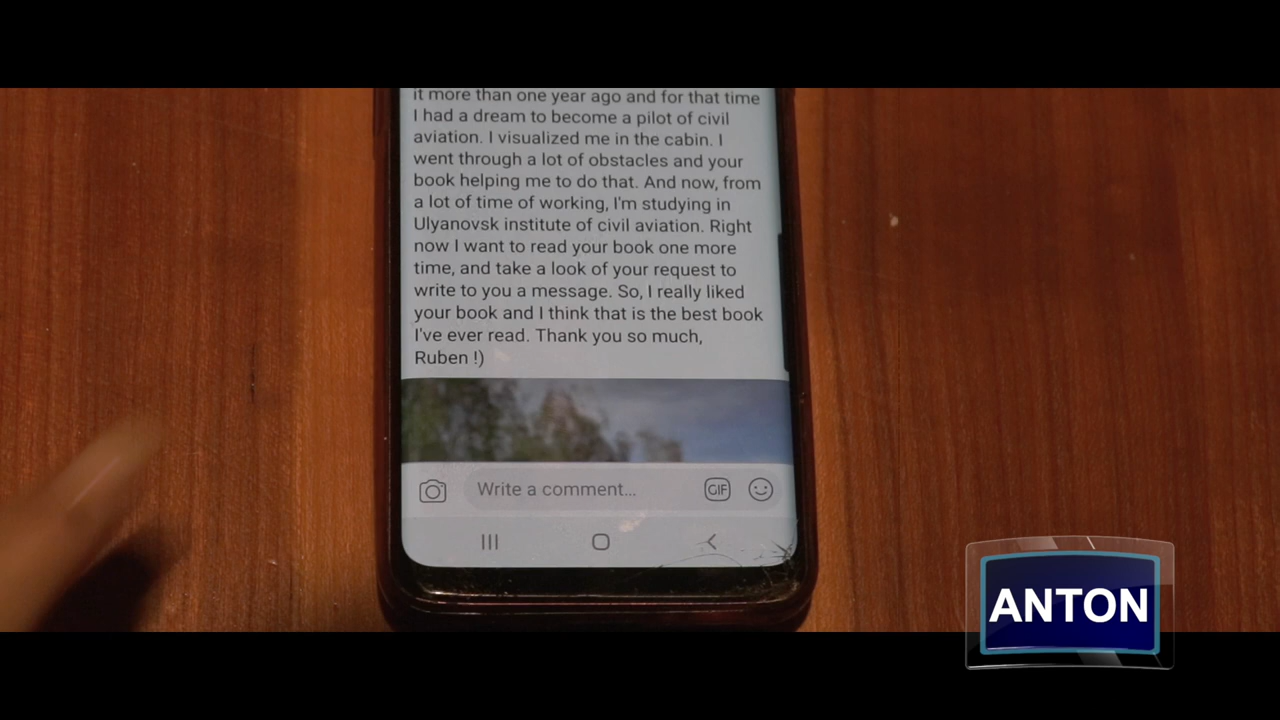 it more than one year ago and for that time
I had a dream to become a pilot of civil
aviation. I visualized me in the cabin. I
went through a lot of obstacles and your
book helping me to do that. And now, from
a lot of time of working, I'm studying in
Ulyanovsk institute of civil aviation. Right
now I want to read your book one more
time, and take a look of your request to
write to you a message. So, I really liked
your book and I think that is the best book
I've ever read. Thank you so much,
Ruben !)
Write a comment...
GIF
ANTON